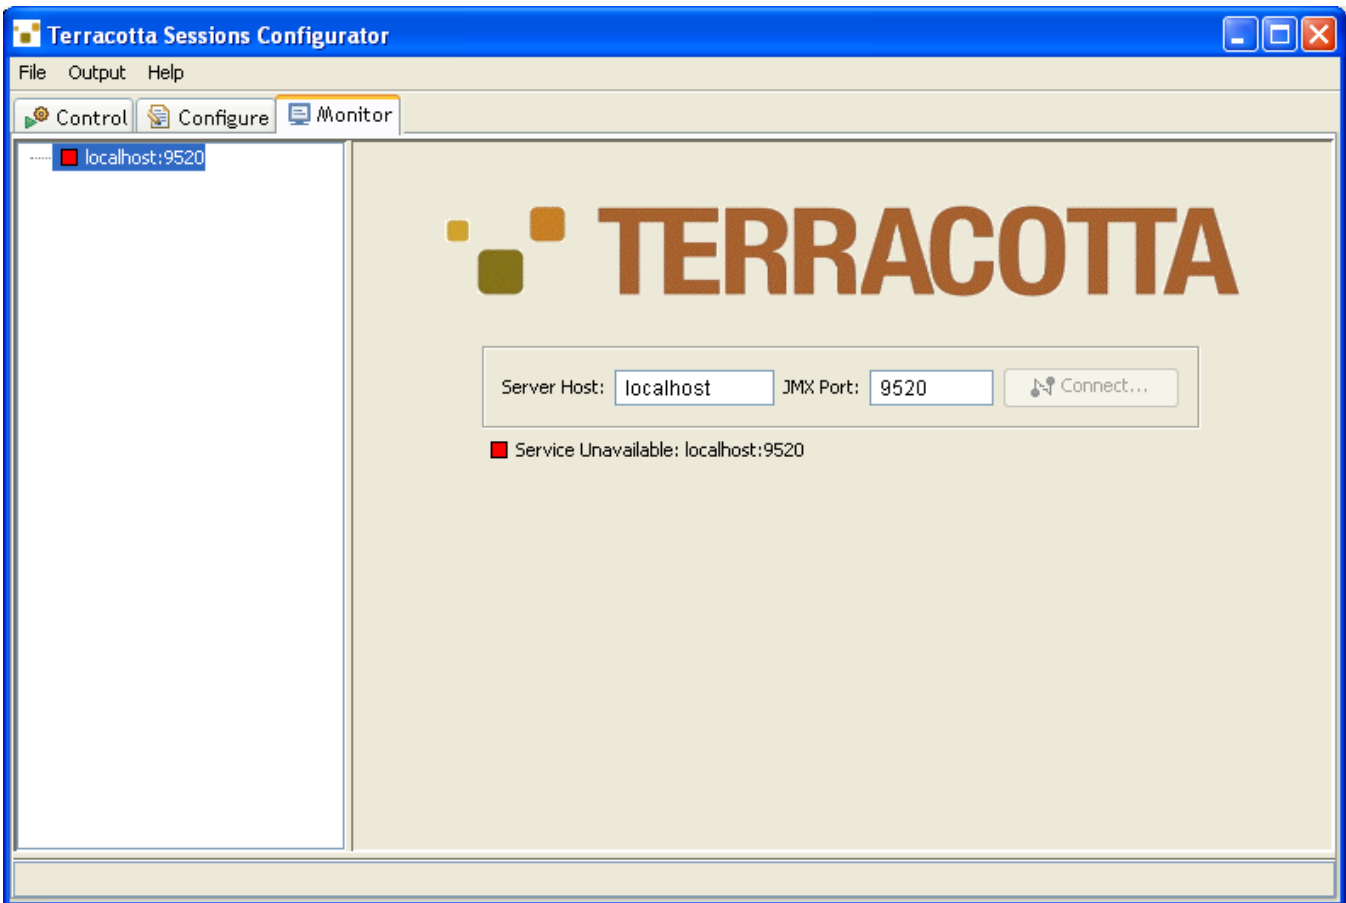 Terracotta Sessions Configurator
File Output Help
Control Configure Monitor
localhost:9520
TERRACOTTA
Server Host: localhost JMX Port: 9520 Connect...
Service Unavailable: localhost:9520